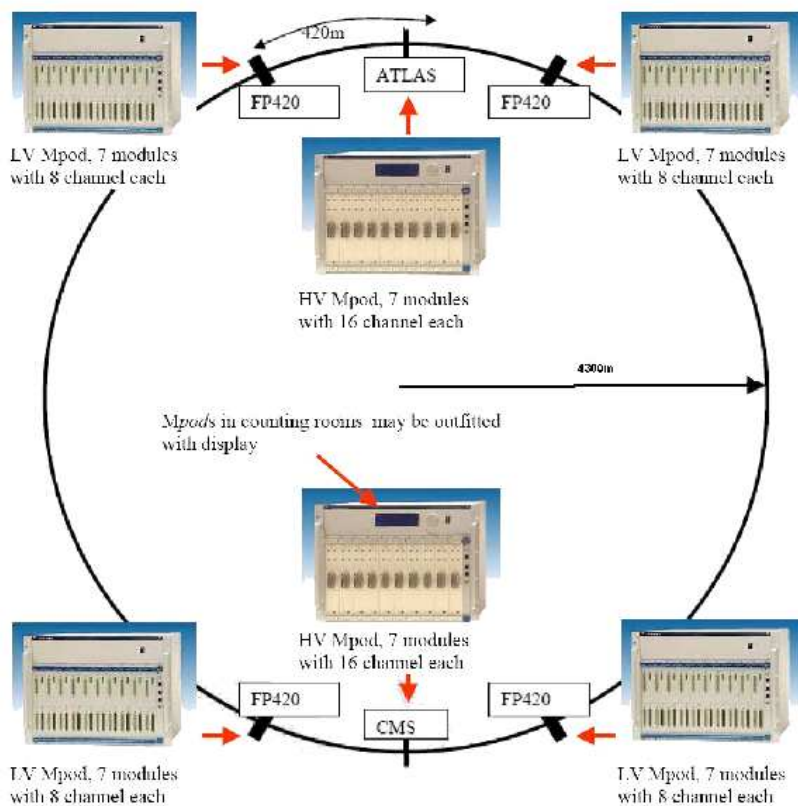 420m
ATLAS
FP420
FP420
LV Mpod, 7 modules
with 8 channel each
LV Mpod, 7 modules
with 8 channel each
HV Mpod, 7 modules
with 16 channel each
4300m
Mpods in counting rooms may be outfitted
with display
HV Mpod, 7 modules
with 16 channel each
FP420
CMS
FP420
LV Mpod, 7 modules
with 8 channel each
LV Mpod, 7 modules
with 8 channel each